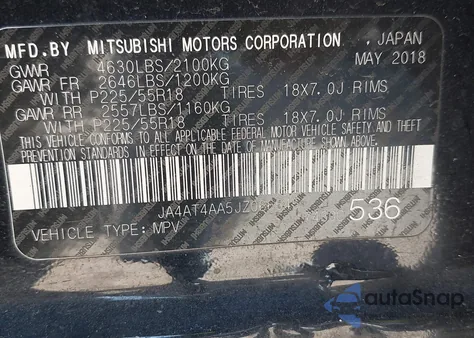 MFD.BY MITSUBISHI MOTORS CORPORATION, JAPAN
GVWR 4630LBS/2100KG MAY 2018
GAWR FR 2646LBS/1200KG
WITH P225/55R18 TIRES 18X7.0J RIMS
GAWR RR 2557LBS/1160KG
WITH P225/55R18 TIRES 18X7.0J RIMS
THIS VEHICLE CONFORMS TO ALL APPLICABLE FEDERAL MOTOR VEHICLE SAFETY AND THEFT
PREVENTION STANDARDS IN EFFECT ON THE DATE OF MANUFACTURE SHOWN ABOVE.
536
VEHICLE TYPE:MPV
autoSnap